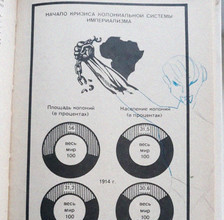 НАЧАЛО КРИЗИСА КОЛОНИАЛЬНОЙ СИСТЕМЫ
ИМПЕРИАЛИЗМА
Площадь колоний
(в процентах)
Население колоний
(в процентах)
весь
мир
100
весь
мир
100
1914 г.
весь
мир
100
весь
мир
100